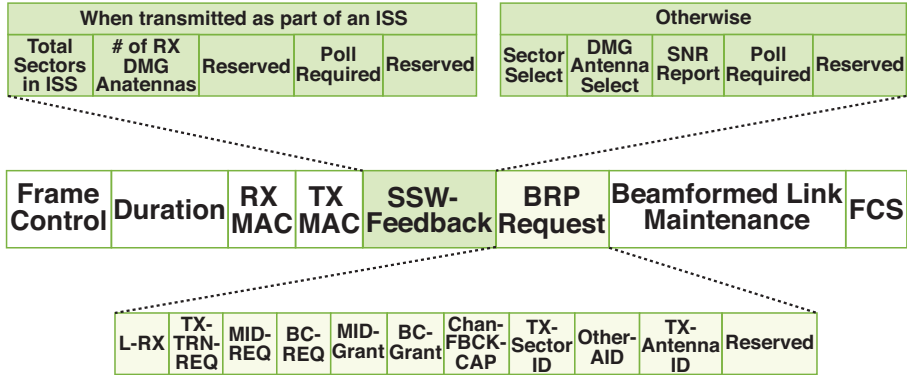 When transmitted as part of an ISS
Total Sectors in ISS
# of RX DMG Anatennas
Reserved
Poll Required
Reserved
Otherwise
Sector Select
DMG Antenna Select
SNR Report
Poll Required
Reserved
Frame Control
Duration
RX MAC
TX MAC
SSW-Feedback
BRP Request
Beamformed Link Maintenance
FCS
L-RX
TX-TRN-REQ
MID-REQ
BC-REQ
MID-Grant
BC-Grant
Chan-FBCK-CAP
TX-Sector ID
Other-AID
TX-Antenna ID
Reserved